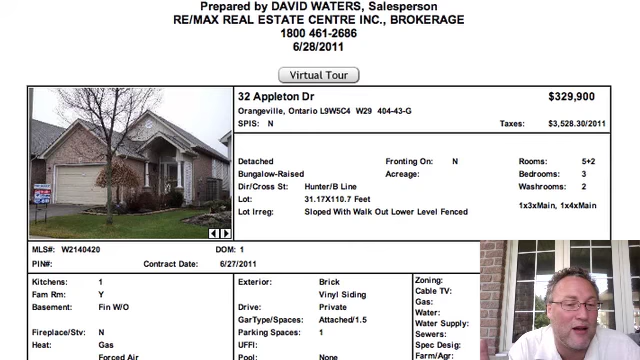 Prepared by DAVID WATERS, Salesperson
RE/MAX REAL ESTATE CENTRE INC., BROKERAGE
1800 461-2686
6/28/2011
Virtual Tour
32 Appleton Dr $329,900
Orangeville, Ontario L9W5C4 W29 404-43-G
SPIS: N Taxes: $3,528.30/2011
Detached Fronting On: N Rooms: 5+2
Bungalow-Raised Acreage: Bedrooms: 3
Dir/Cross St: Hunter/B Line Washrooms: 2
Lot: 31.17X110.7 Feet 1x3xMain, 1x4xMain
Lot Irreg: Sloped With Walk Out Lower Level Fenced
MLS#: W2140420 DOM: 1
PIN#: Contract Date: 6/27/2011
Kitchens: 1 Exterior: Brick Zoning:
Fam Rm: Y Vinyl Siding Cable TV:
Basement: Fin W/O Drive: Private Gas:
GarType/Spaces: Attached/1.5 Water:
Fireplace/Stv: N Parking Spaces: 1 Water Supply:
Heat: Gas UFFI: Sewers:
Forced Air Pool: None Spec Desig:
Farm/Agr: